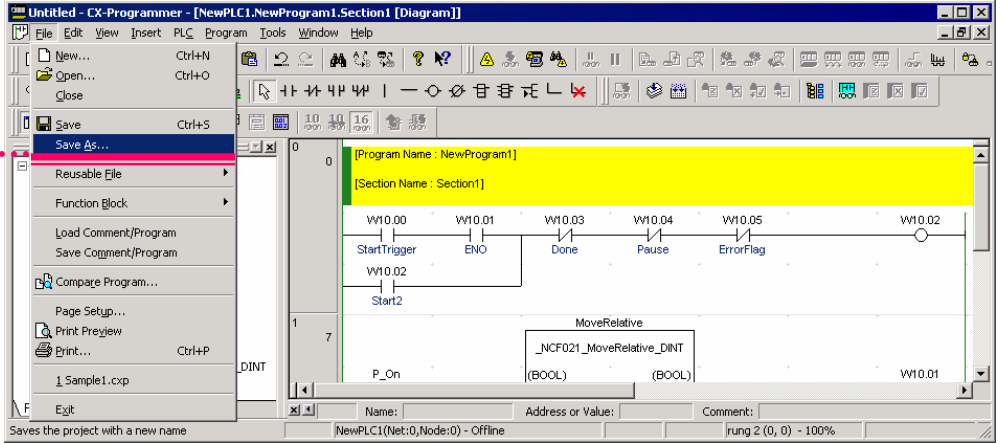 Untitled - CX-Programmer - [NewPLC1.NewProgram1.Section1 [Diagram]]
File Edit View Insert PLC Program Tools Window Help
New... Ctrl+N
Open... Ctrl+O
Close
Save Ctrl+S
Save As...
Reusable File
Function Block
Load Comment/Program
Save Comment/Program
Compare Program...
Page Setup...
Print Preview
Print... Ctrl+P
1 Sample1.cxp
Exit
10 10 16
_DINT
0
0
[Program Name : NewProgram1]
[Section Name : Section1]
W10.00 W10.01 W10.03 W10.04 W10.05 W10.02
StartTrigger ENO Done Pause ErrorFlag
W10.02
Start2
1
7
MoveRelative
_NCF021_MoveRelative_DINT
P_On (BOOL) (BOOL) W10.01
Name: Address or Value: Comment:
Saves the project with a new name NewPLC1(Net:0,Node:0) - Offline rung 2 (0, 0) - 100%